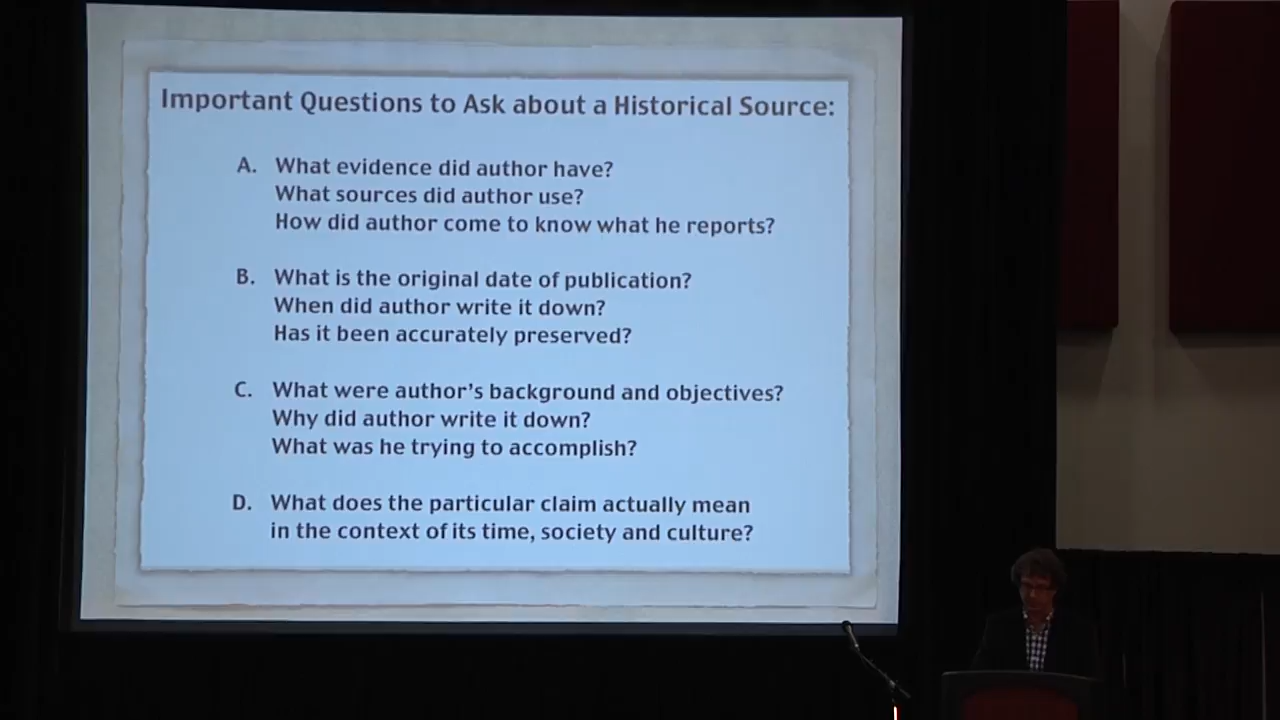 Important Questions to Ask about a Historical Source:
A. What evidence did author have?
What sources did author use?
How did author come to know what he reports?
B. What is the original date of publication?
When did author write it down?
Has it been accurately preserved?
C. What were author's background and objectives?
Why did author write it down?
What was he trying to accomplish?
D. What does the particular claim actually mean
in the context of its time, society and culture?